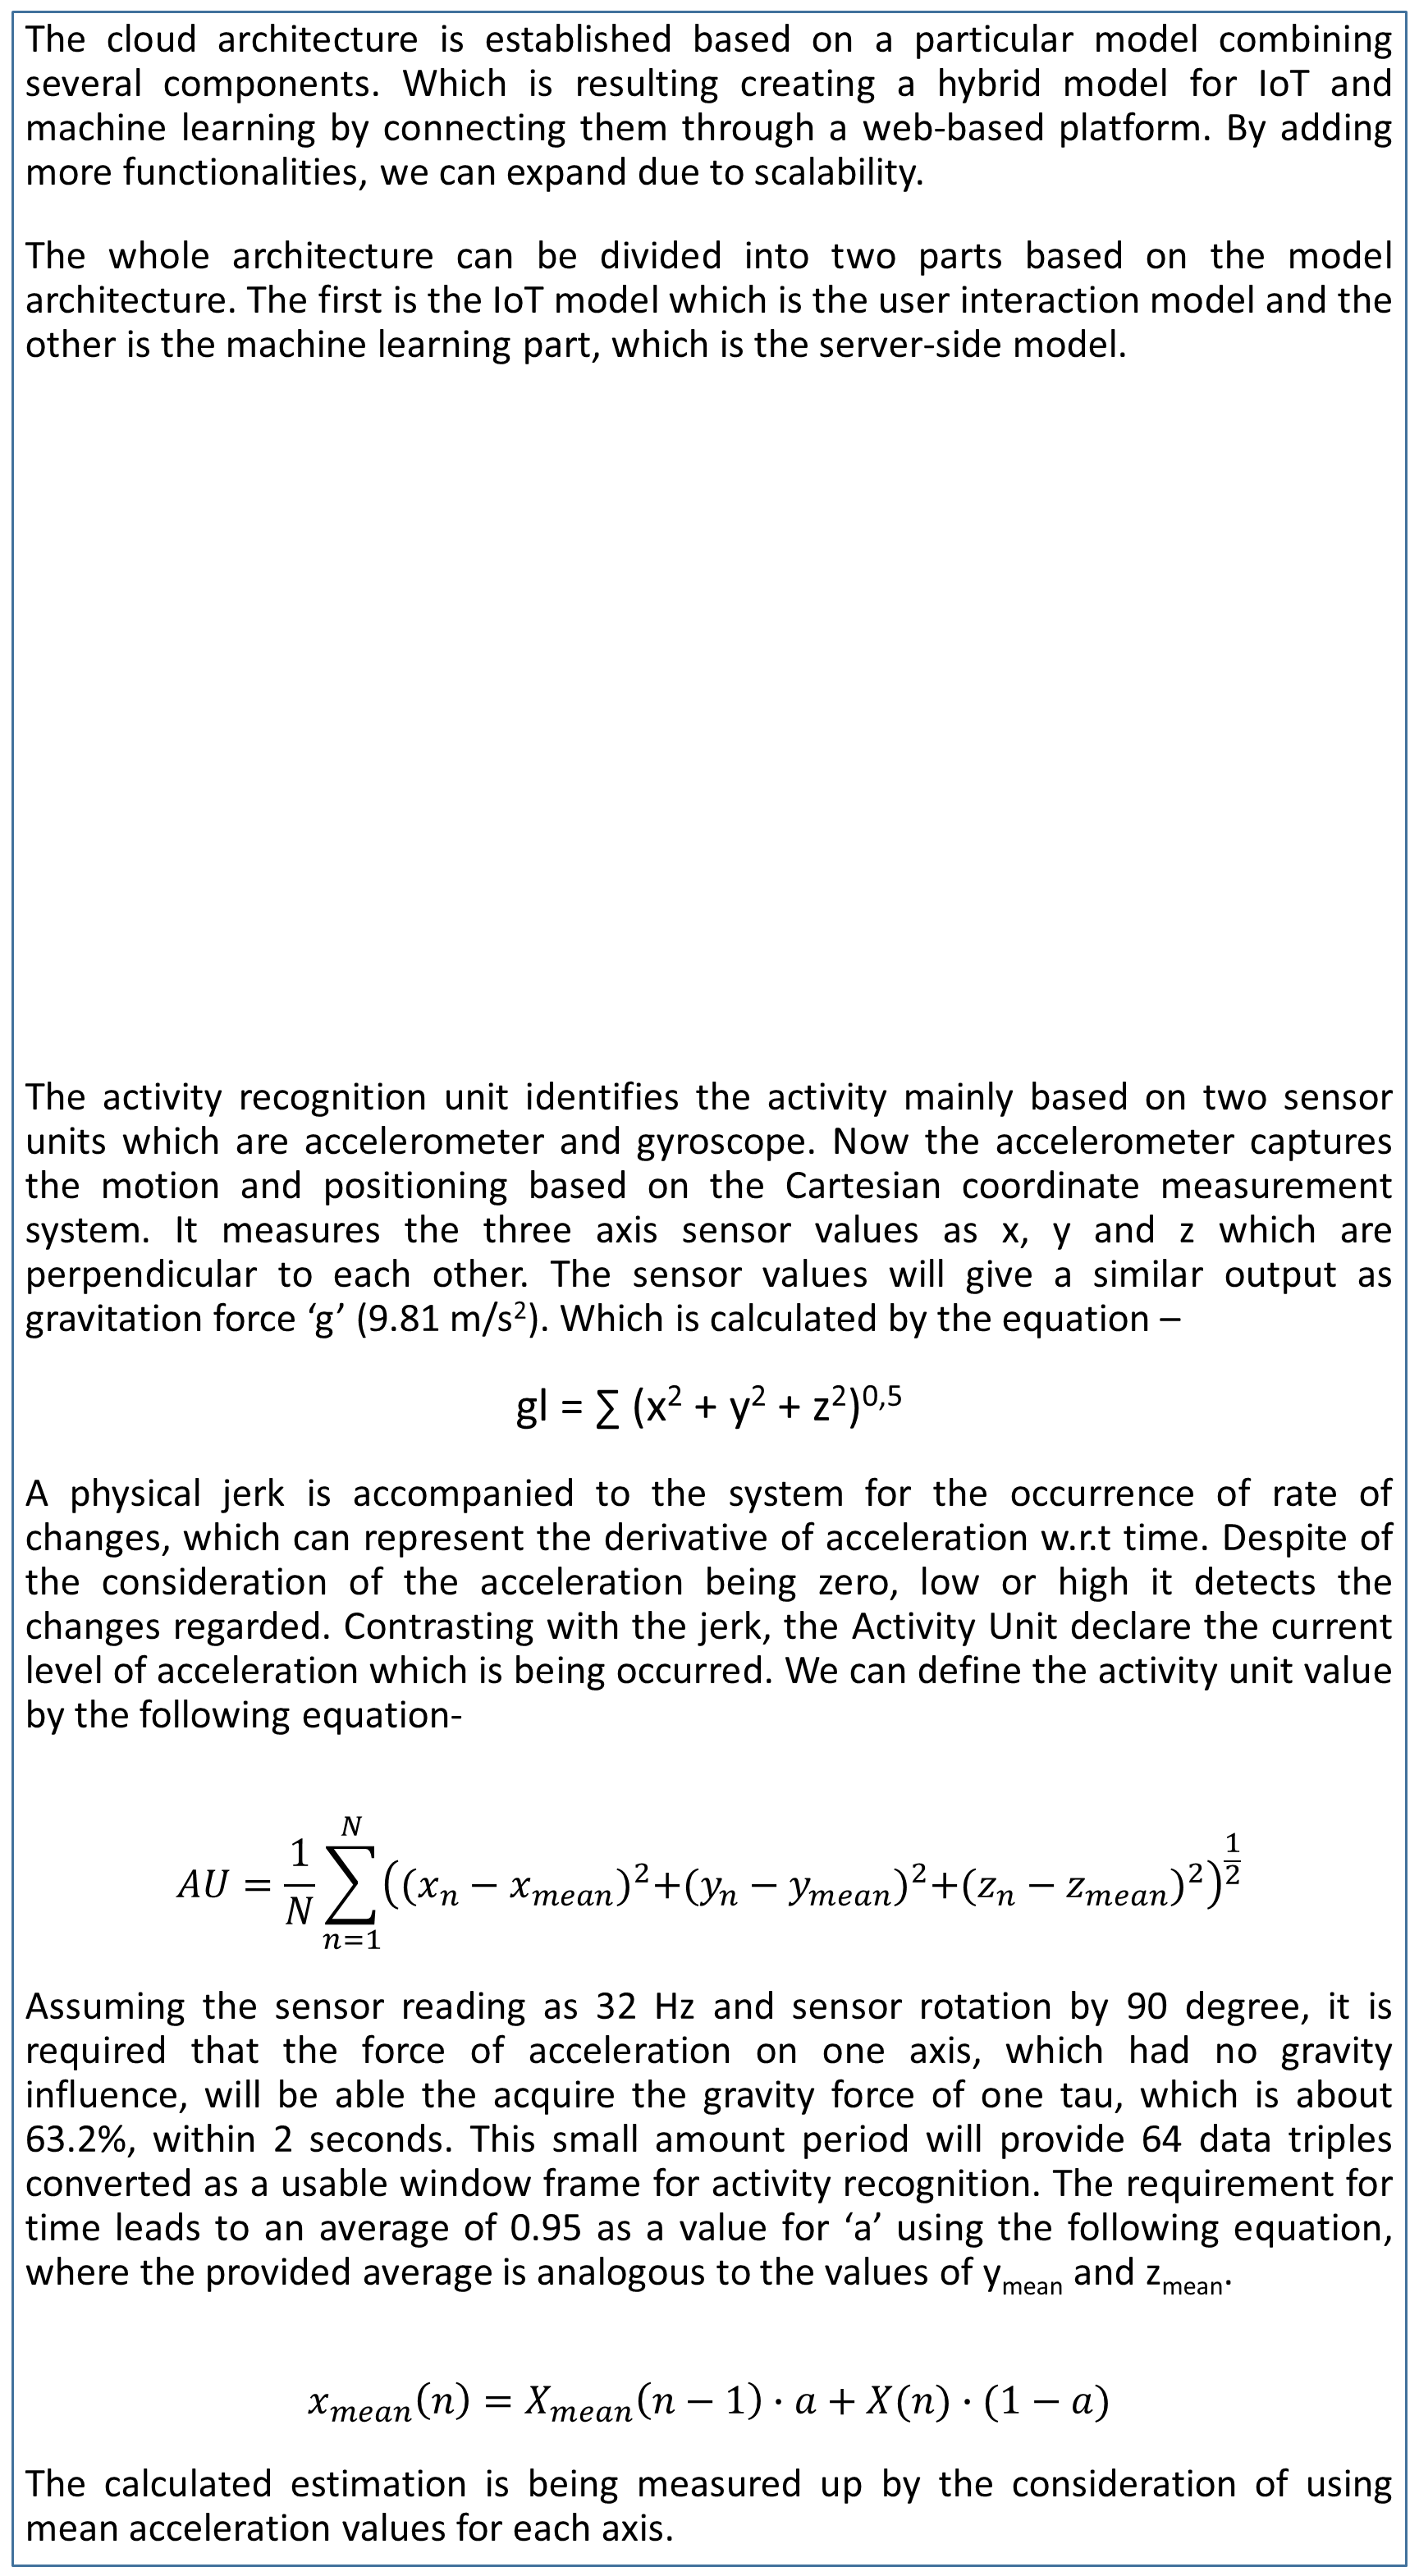 The cloud architecture is established based on a particular model combining
several components. Which is resulting creating a hybrid model for IoT and
machine learning by connecting them through a web-based platform. By adding
more functionalities, we can expand due to scalability.
The whole architecture can be divided into two parts based on the model
architecture. The first is the IoT model which is the user interaction model and the
other is the machine learning part, which is the server-side model.
The activity recognition unit identifies the activity mainly based on two sensor
units which are accelerometer and gyroscope. Now the accelerometer captures
the motion and positioning based on the Cartesian coordinate measurement
system. It measures the three axis sensor values as x, y and z which are
perpendicular to each other. The sensor values will give a similar output as
gravitation force ‘g’ (9.81 m/s²). Which is calculated by the equation –
gl = ∑ (x² + y² + z²)^0,5
A physical jerk is accompanied to the system for the occurrence of rate of
changes, which can represent the derivative of acceleration w.r.t time. Despite of
the consideration of the acceleration being zero, low or high it detects the
changes regarded. Contrasting with the jerk, the Activity Unit declare the current
level of acceleration which is being occurred. We can define the activity unit value
by the following equation-
AU = 1/N ∑_{n=1}^{N} ((x_n − x_mean)²+(y_n − y_mean)²+(z_n − z_mean)²)^{1/2}
Assuming the sensor reading as 32 Hz and sensor rotation by 90 degree, it is
required that the force of acceleration on one axis, which had no gravity
influence, will be able the acquire the gravity force of one tau, which is about
63.2%, within 2 seconds. This small amount period will provide 64 data triples
converted as a usable window frame for activity recognition. The requirement for
time leads to an average of 0.95 as a value for ‘a’ using the following equation,
where the provided average is analogous to the values of y_mean and z_mean.
x_mean(n) = X_mean(n − 1) · a + X(n) · (1 − a)
The calculated estimation is being measured up by the consideration of using
mean acceleration values for each axis.